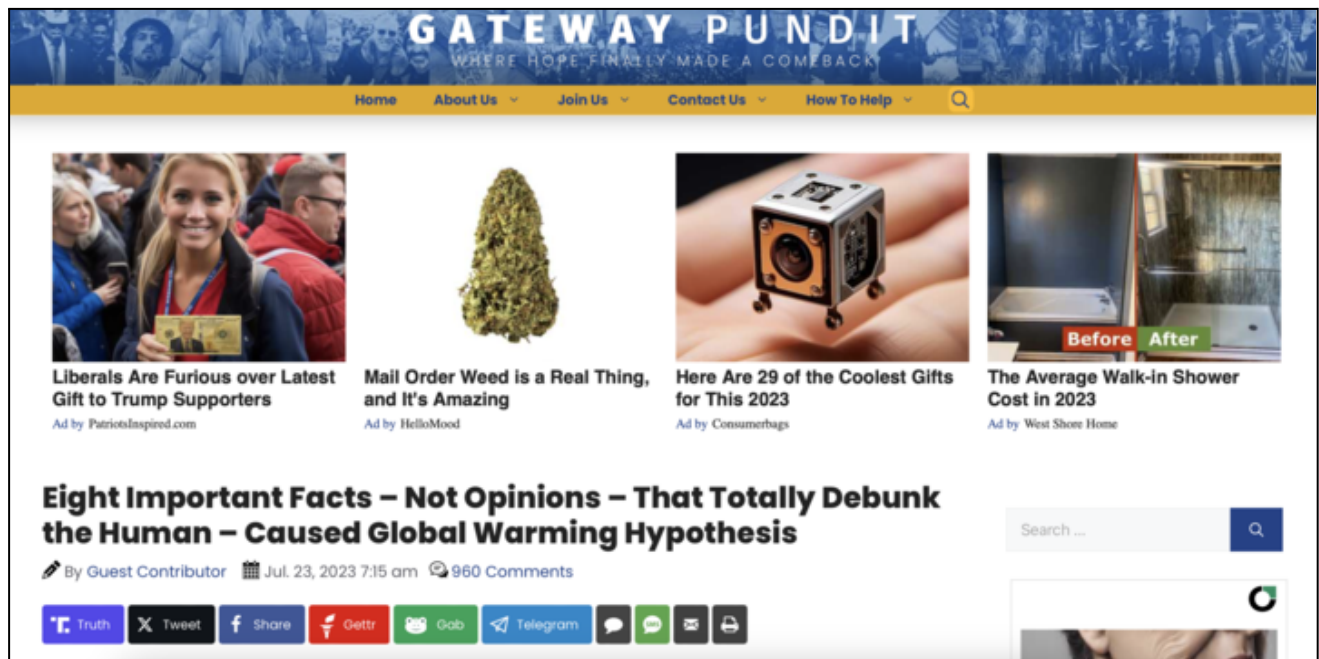 GATEWAY PUNDIT
WHERE HOPE FINALLY MADE A COMEBACK
Home About Us Join Us Contact Us How To Help
Before After
Liberals Are Furious over Latest
Gift to Trump Supporters
Ad by PatriotsInspired.com
Mail Order Weed is a Real Thing,
and It's Amazing
Ad by HelloMood
Here Are 29 of the Coolest Gifts
for This 2023
Ad by Consumerbags
The Average Walk-in Shower
Cost in 2023
Ad by West Shore Home
Eight Important Facts – Not Opinions – That Totally Debunk
the Human – Caused Global Warming Hypothesis
By Guest Contributor Jul. 23, 2023 7:15 am 960 Comments
Search ...
Truth Tweet Share Gettr Gab Telegram